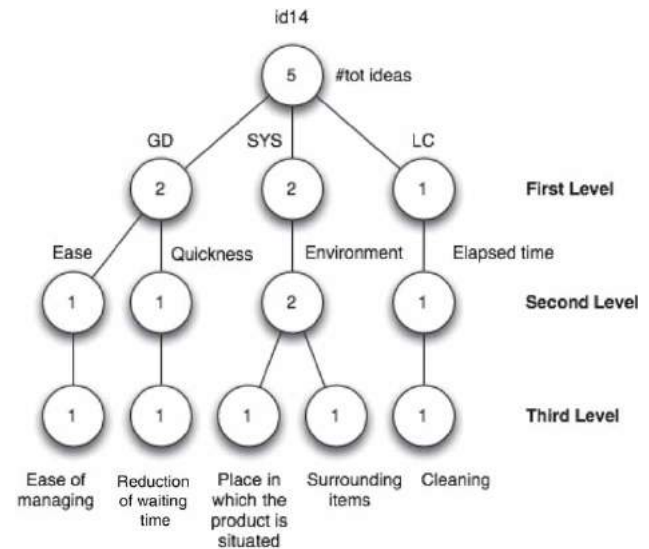 id14
5 #tot ideas
GD SYS LC
2 2 1 First Level
Ease Quickness Environment Elapsed time
1 1 2 1 Second Level
1 1 1 1 1 Third Level
Ease of Reduction Place in Surrounding Cleaning
managing of waiting which the items
time product is
situated